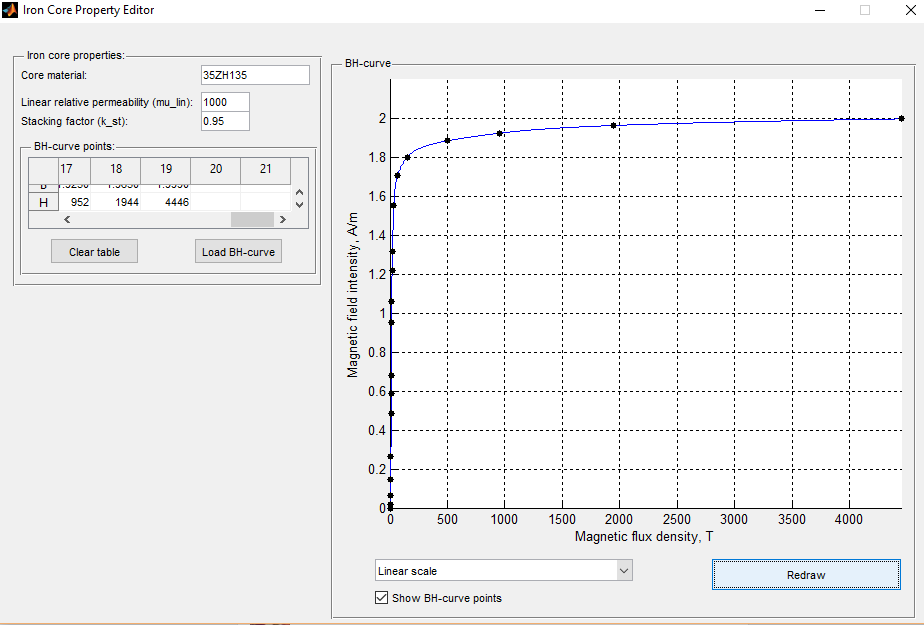 Iron Core Property Editor
Iron core properties:
Core material: 35ZH135
Linear relative permeability (mu_lin): 1000
Stacking factor (k_st): 0.95
BH-curve points:
17 18 19 20 21
H 952 1944 4446
Clear table Load BH-curve
BH-curve
Magnetic field intensity, A/m
2
1.8
1.6
1.4
1.2
1
0.8
0.6
0.4
0.2
0
0 500 1000 1500 2000 2500 3000 3500 4000
Magnetic flux density, T
Linear scale
Redraw
Show BH-curve points